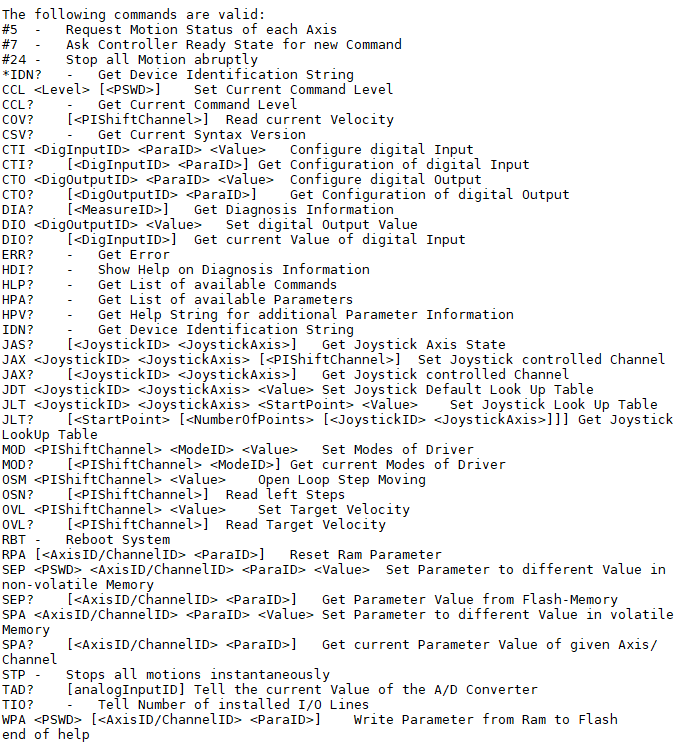 The following commands are valid:
#5  -   Request Motion Status of each Axis
#7  -   Ask Controller Ready State for new Command
#24 -   Stop all Motion abruptly
*IDN?   -   Get Device Identification String
CCL <Level> [<PSWD>]    Set Current Command Level
CCL?    -   Get Current Command Level
COV?    [<PIShiftChannel>]  Read current Velocity
CSV?    -   Get Current Syntax Version
CTI <DigInputID> <ParaID> <Value>   Configure digital Input
CTI?    [<DigInputID> <ParaID>] Get Configuration of digital Input
CTO <DigOutputID> <ParaID> <Value>  Configure digital Output
CTO?    [<DigOutputID> <ParaID>]    Get Configuration of digital Output
DIA?    [<MeasureID>]   Get Diagnosis Information
DIO <DigOutputID> <Value>   Set digital Output Value
DIO?    [<DigInputID>]  Get current Value of digital Input
ERR?    -   Get Error
HDI?    -   Show Help on Diagnosis Information
HLP?    -   Get List of available Commands
HPA?    -   Get List of available Parameters
HPV?    -   Get Help String for additional Parameter Information
IDN?    -   Get Device Identification String
JAS?    [<JoystickID> <JoystickAxis>]   Get Joystick Axis State
JAX <JoystickID> <JoystickAxis> [<PIShiftChannel>]  Set Joystick controlled Channel
JAX?    [<JoystickID> <JoystickAxis>]   Get Joystick controlled Channel
JDT <JoystickID> <JoystickAxis> <Value> Set Joystick Default Look Up Table
JLT <JoystickID> <JoystickAxis> <StartPoint> <Value>    Set Joystick Look Up Table
JLT?    [<StartPoint> [<NumberOfPoints> [<JoystickID> <JoystickAxis>]]] Get Joystick
LookUp Table
MOD <PIShiftChannel> <ModeID> <Value>   Set Modes of Driver
MOD?    [<PIShiftChannel> <ModeID>] Get current Modes of Driver
OSM <PIShiftChannel> <Value>    Open Loop Step Moving
OSN?    [<PIShiftChannel>]  Read left Steps
OVL <PIShiftChannel> <Value>    Set Target Velocity
OVL?    [<PIShiftChannel>]  Read Target Velocity
RBT -   Reboot System
RPA [<AxisID/ChannelID> <ParaID>]   Reset Ram Parameter
SEP <PSWD> <AxisID/ChannelID> <ParaID> <Value>  Set Parameter to different Value in
non-volatile Memory
SEP?    [<AxisID/ChannelID> <ParaID>]   Get Parameter Value from Flash-Memory
SPA <AxisID/ChannelID> <ParaID> <Value> Set Parameter to different Value in volatile
Memory
SPA?    [<AxisID/ChannelID> <ParaID>]   Get current Parameter Value of given Axis/
Channel
STP -   Stops all motions instantaneously
TAD?    [analogInputID] Tell the current Value of the A/D Converter
TIO?    -   Tell Number of installed I/O Lines
WPA <PSWD> [<AxisID/ChannelID> <ParaID>]    Write Parameter from Ram to Flash
end of help